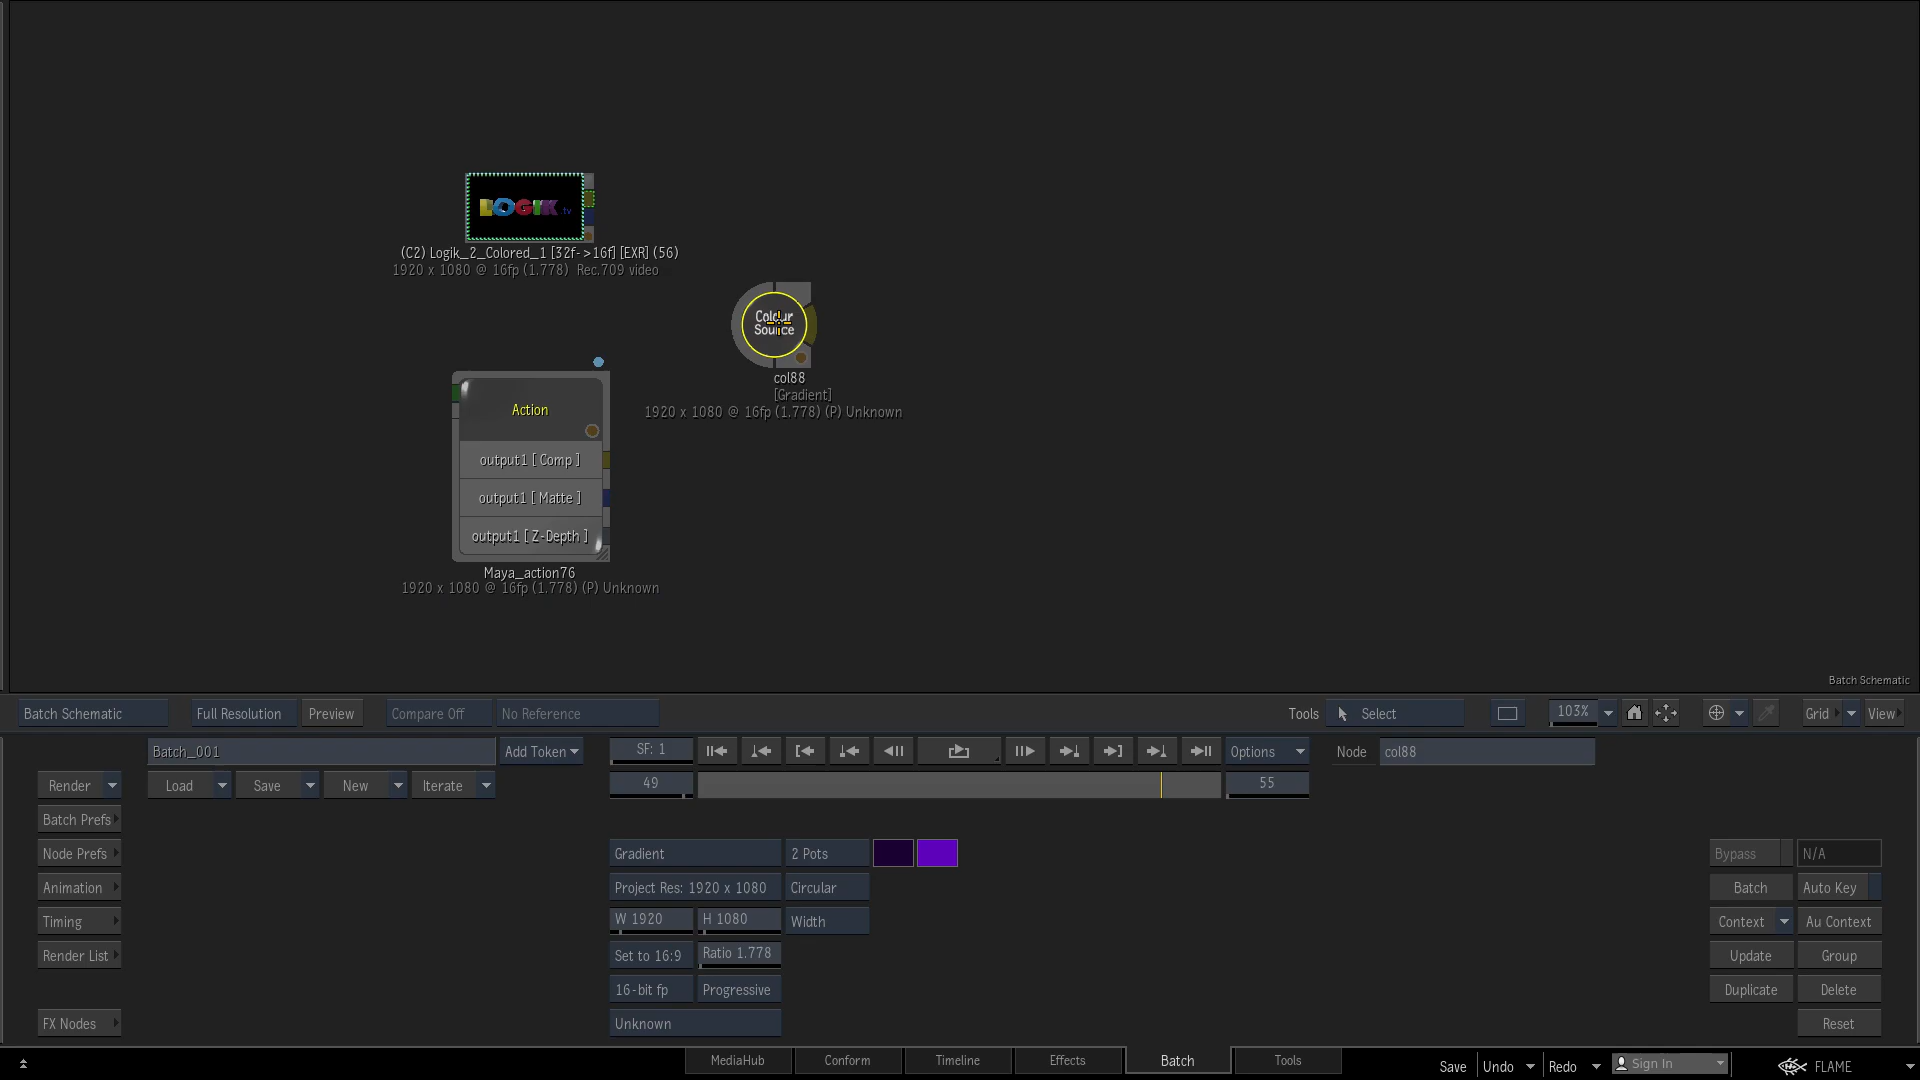 LOGIK.tv
(C2) Logik_2_Colored_1 [32f->16f] [EXR] (56)
1920 x 1080 @ 16fp (1.778) Rec.709 video
Colour
Source
col88
[Gradient]
1920 x 1080 @ 16fp (1.778) (P) Unknown
Action
output1 [ Comp ]
output1 [ Matte ]
output1 [ Z-Depth ]
Maya_action76
1920 x 1080 @ 16fp (1.778) (P) Unknown
Batch Schematic
Batch Schematic Full Resolution Preview Compare Off No Reference Tools Select 103% Grid View
Batch_001 Add Token SF: 1 Options Node col88
Render Load Save New Iterate 49 55
Batch Prefs
Node Prefs Gradient 2 Pots Bypass N/A
Animation Project Res: 1920 x 1080 Circular Batch Auto Key
Timing W 1920 H 1080 Width Context Au Context
Render List Set to 16:9 Ratio 1.778 Update Group
16-bit fp Progressive Duplicate Delete
FX Nodes Unknown Reset
MediaHub Conform Timeline Effects Batch Tools Save Undo Redo Sign In FLAME